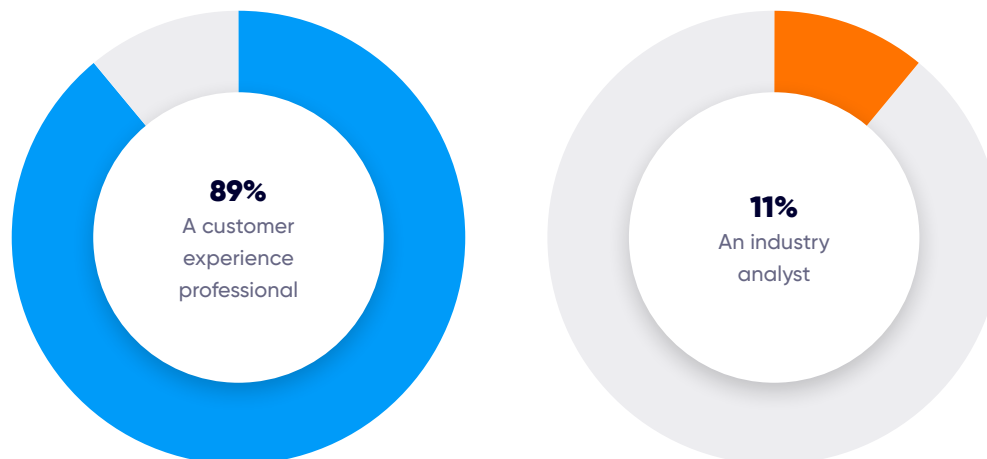 89%
A customer
experience
professional
11%
An industry
analyst